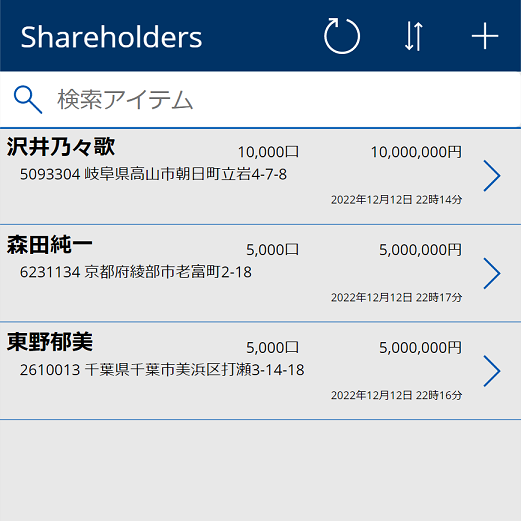 Shareholders
検索アイテム
沢井乃々歌 10,000口 10,000,000円
5093304 岐阜県高山市朝日町立岩4-7-8
2022年12月12日 22時14分
森田純一 5,000口 5,000,000円
6231134 京都府綾部市老富町2-18
2022年12月12日 22時17分
東野郁美 5,000口 5,000,000円
2610013 千葉県千葉市美浜区打瀬3-14-18
2022年12月12日 22時16分